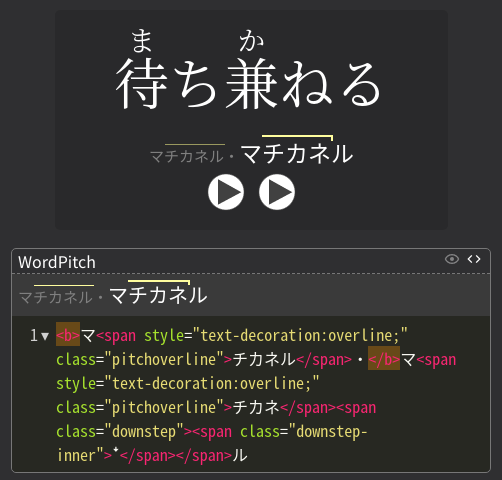 ま か
待ち兼ねる
マチカネル・マチカネル
WordPitch
マチカネル・マチカネル
1 <b>マ<span style="text-decoration:overline;"
class="pitchoverline">チカネル</span>・</b>マ<span
style="text-decoration:overline;"
class="pitchoverline">チカネ</span><span
class="downstep"><span class="downstep-
inner">ꜜ</span></span>ル